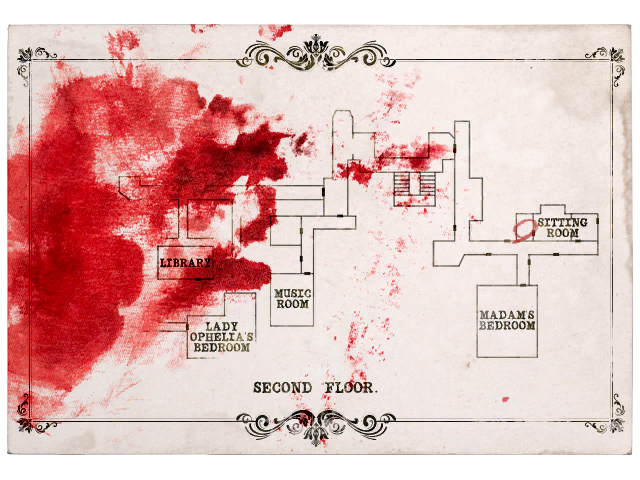 SITTING
ROOM
LIBRARY
MUSIC
ROOM
MADAM'S
BEDROOM
LADY
OPHELIA'S
BEDROOM
SECOND FLOOR.